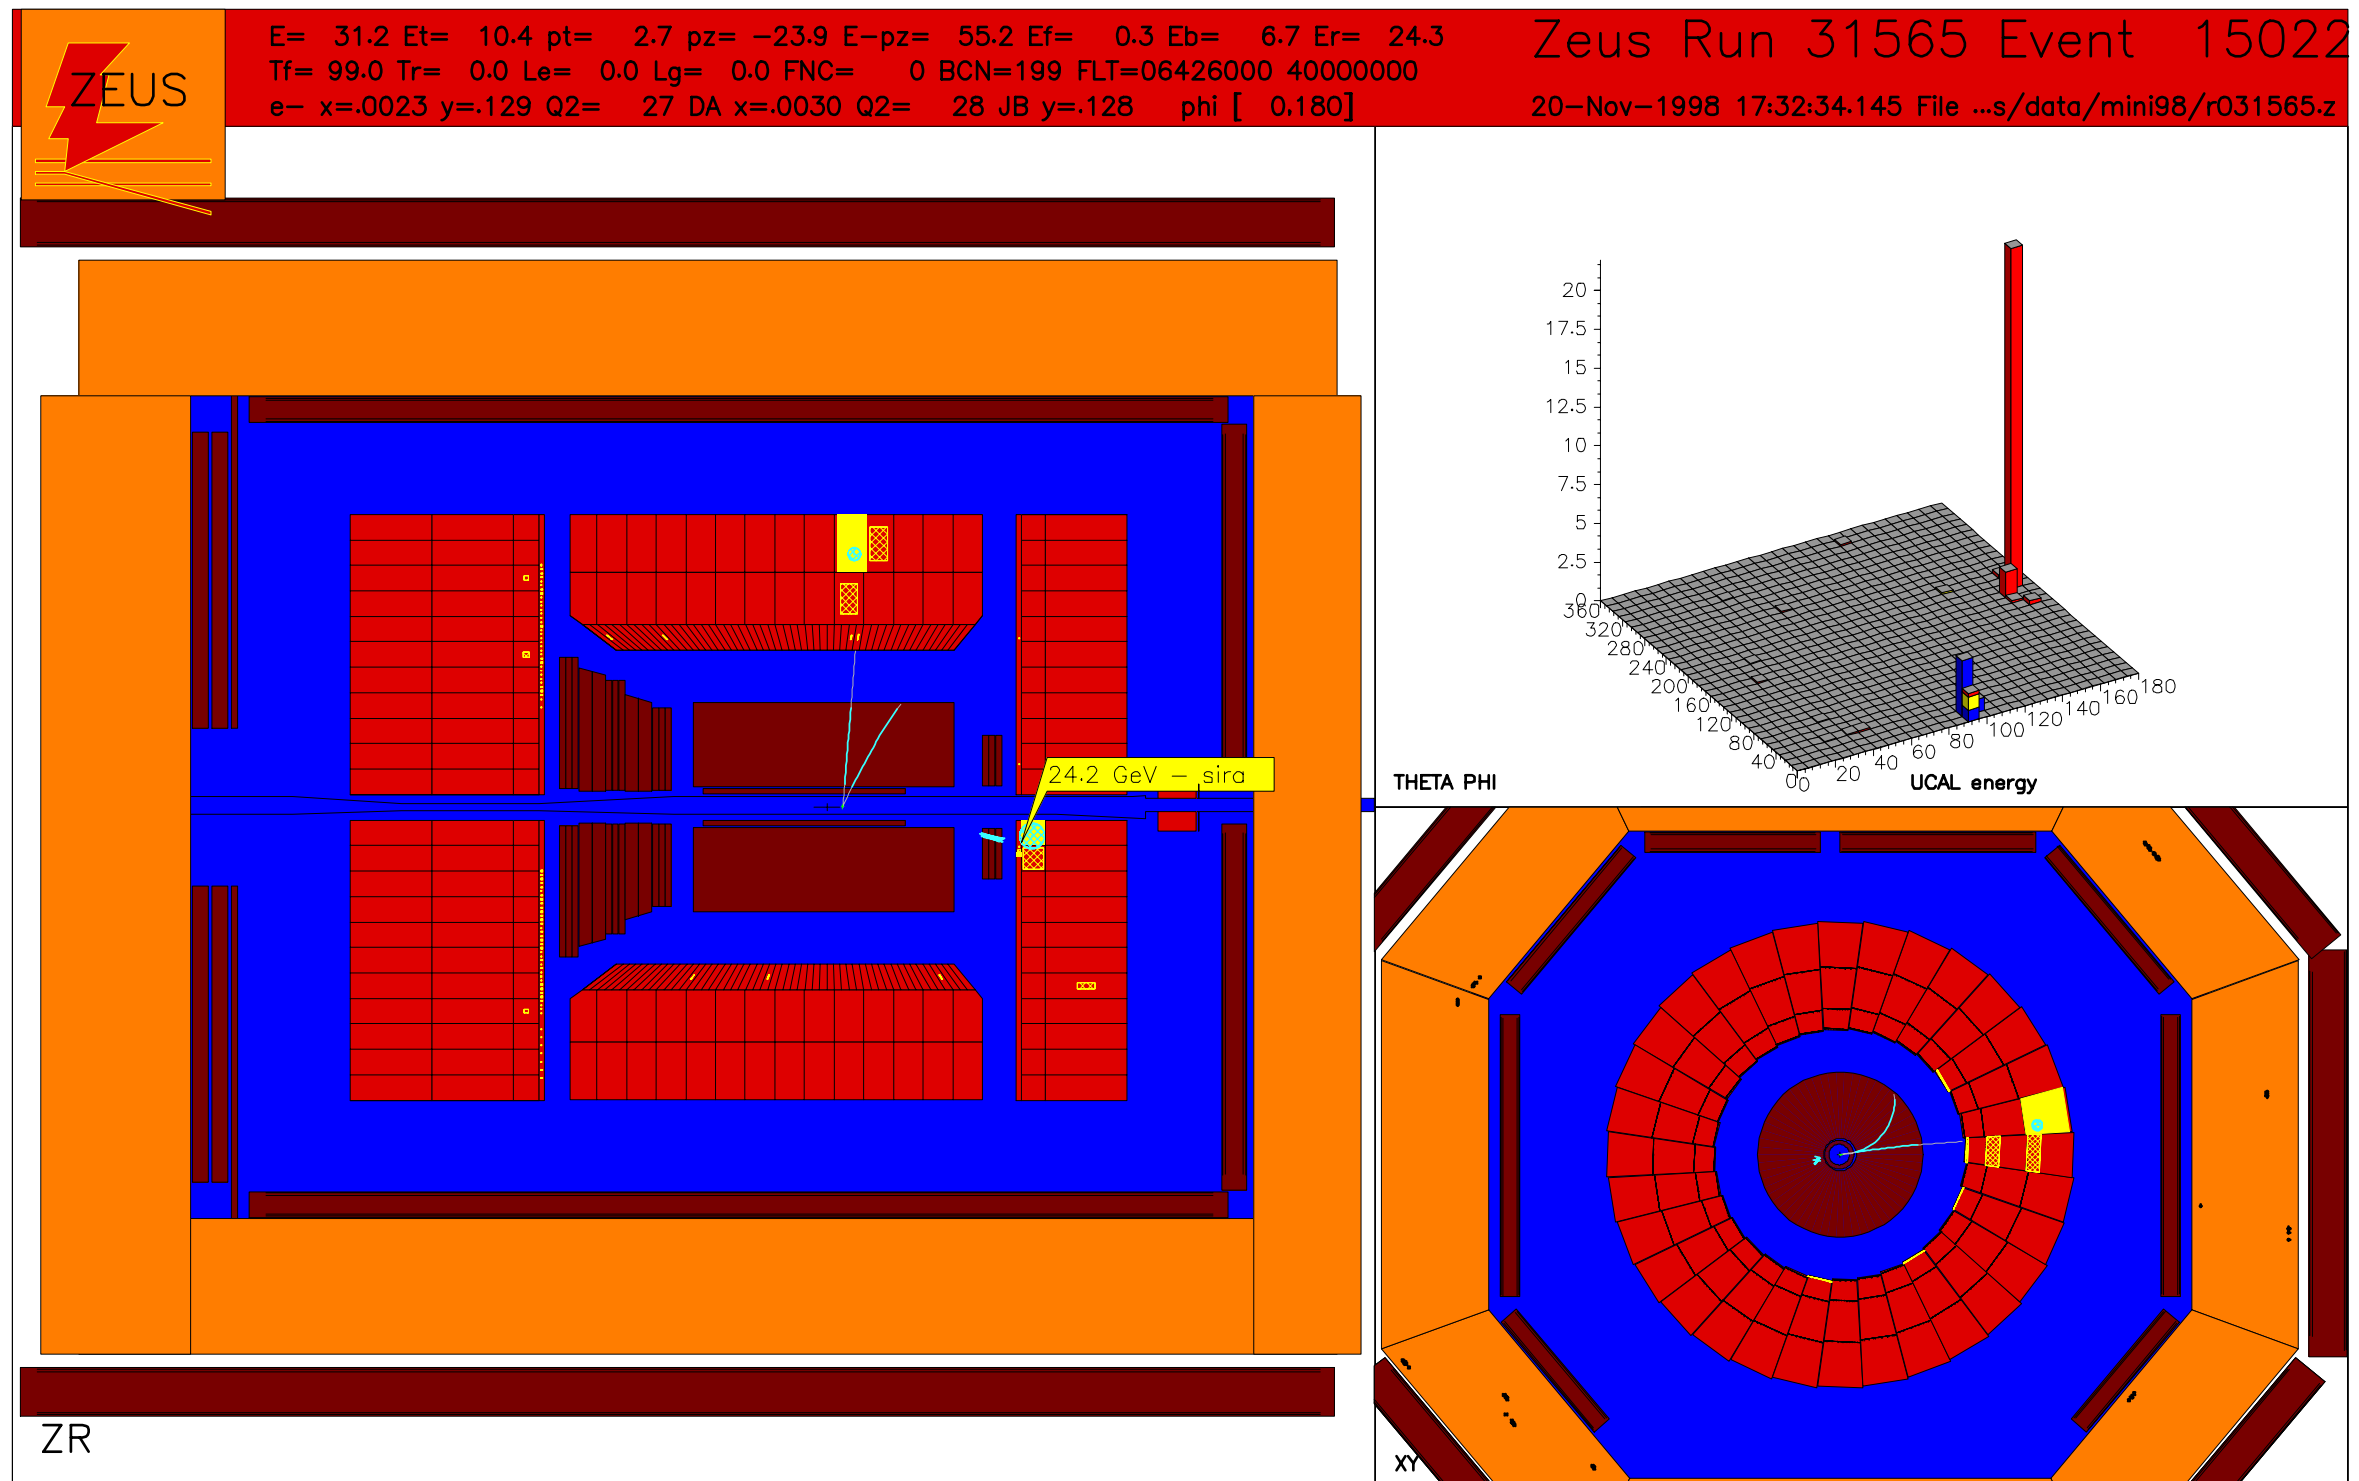 ZEUS
E= 31.2 Et= 10.4 pt= 2.7 pz= -23.9 E-pz= 55.2 Ef= 0.3 Eb= 6.7 Er= 24.3
Tf= 99.0 Tr= 0.0 Le= 0.0 Lg= 0.0 FNC= 0 BCN=199 FLT=06426000 40000000
e- x=.0023 y=.129 Q2= 27 DA x=.0030 Q2= 28 JB y=.128 phi [ 0.180]
Zeus Run 31565 Event 15022
20-Nov-1998 17:32:34.145 File ...s/data/mini98/r031565.z
24.2 GeV - sira
ZR
20
17.5
15
12.5
10
7.5
5
2.5
0
360
320
280
240
200
160
120
80
40
0
0
20
40
60
80
100
120
140
160
180
THETA PHI
UCAL energy
XY